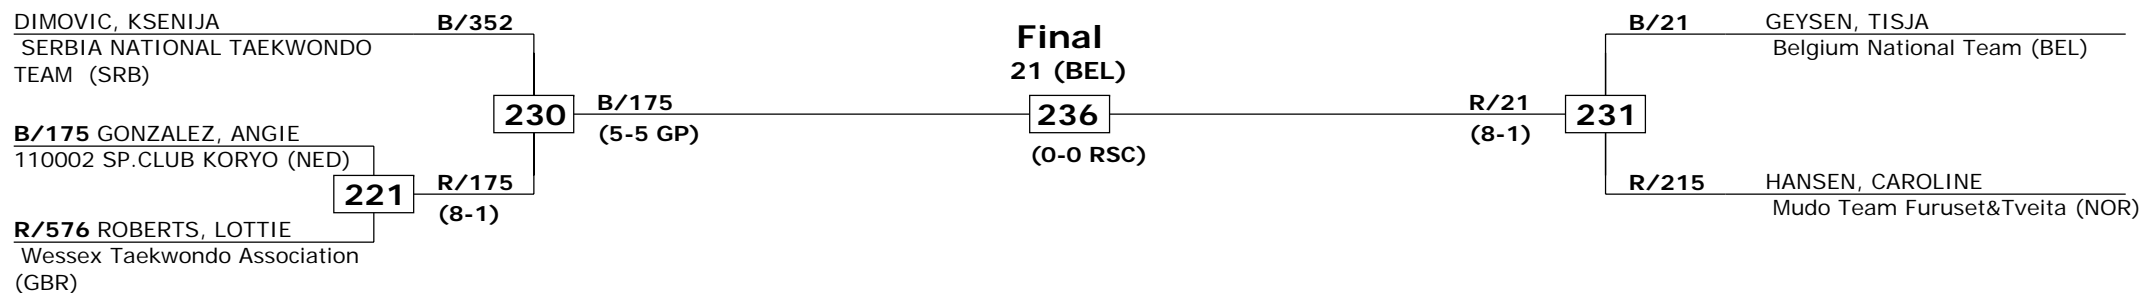 DIMOVIC, KSENIJA B/352
SERBIA NATIONAL TAEKWONDO
TEAM (SRB)
B/175 GONZALEZ, ANGIE
110002 SP.CLUB KORYO (NED)
221
R/576 ROBERTS, LOTTIE
Wessex Taekwondo Association
(GBR)
R/175
(8-1)
230
B/175
(5-5 GP)
Final
21 (BEL)
236
(0-0 RSC)
R/21
(8-1)
231
B/21 GEYSEN, TISJA
Belgium National Team (BEL)
R/215 HANSEN, CAROLINE
Mudo Team Furuset&Tveita (NOR)